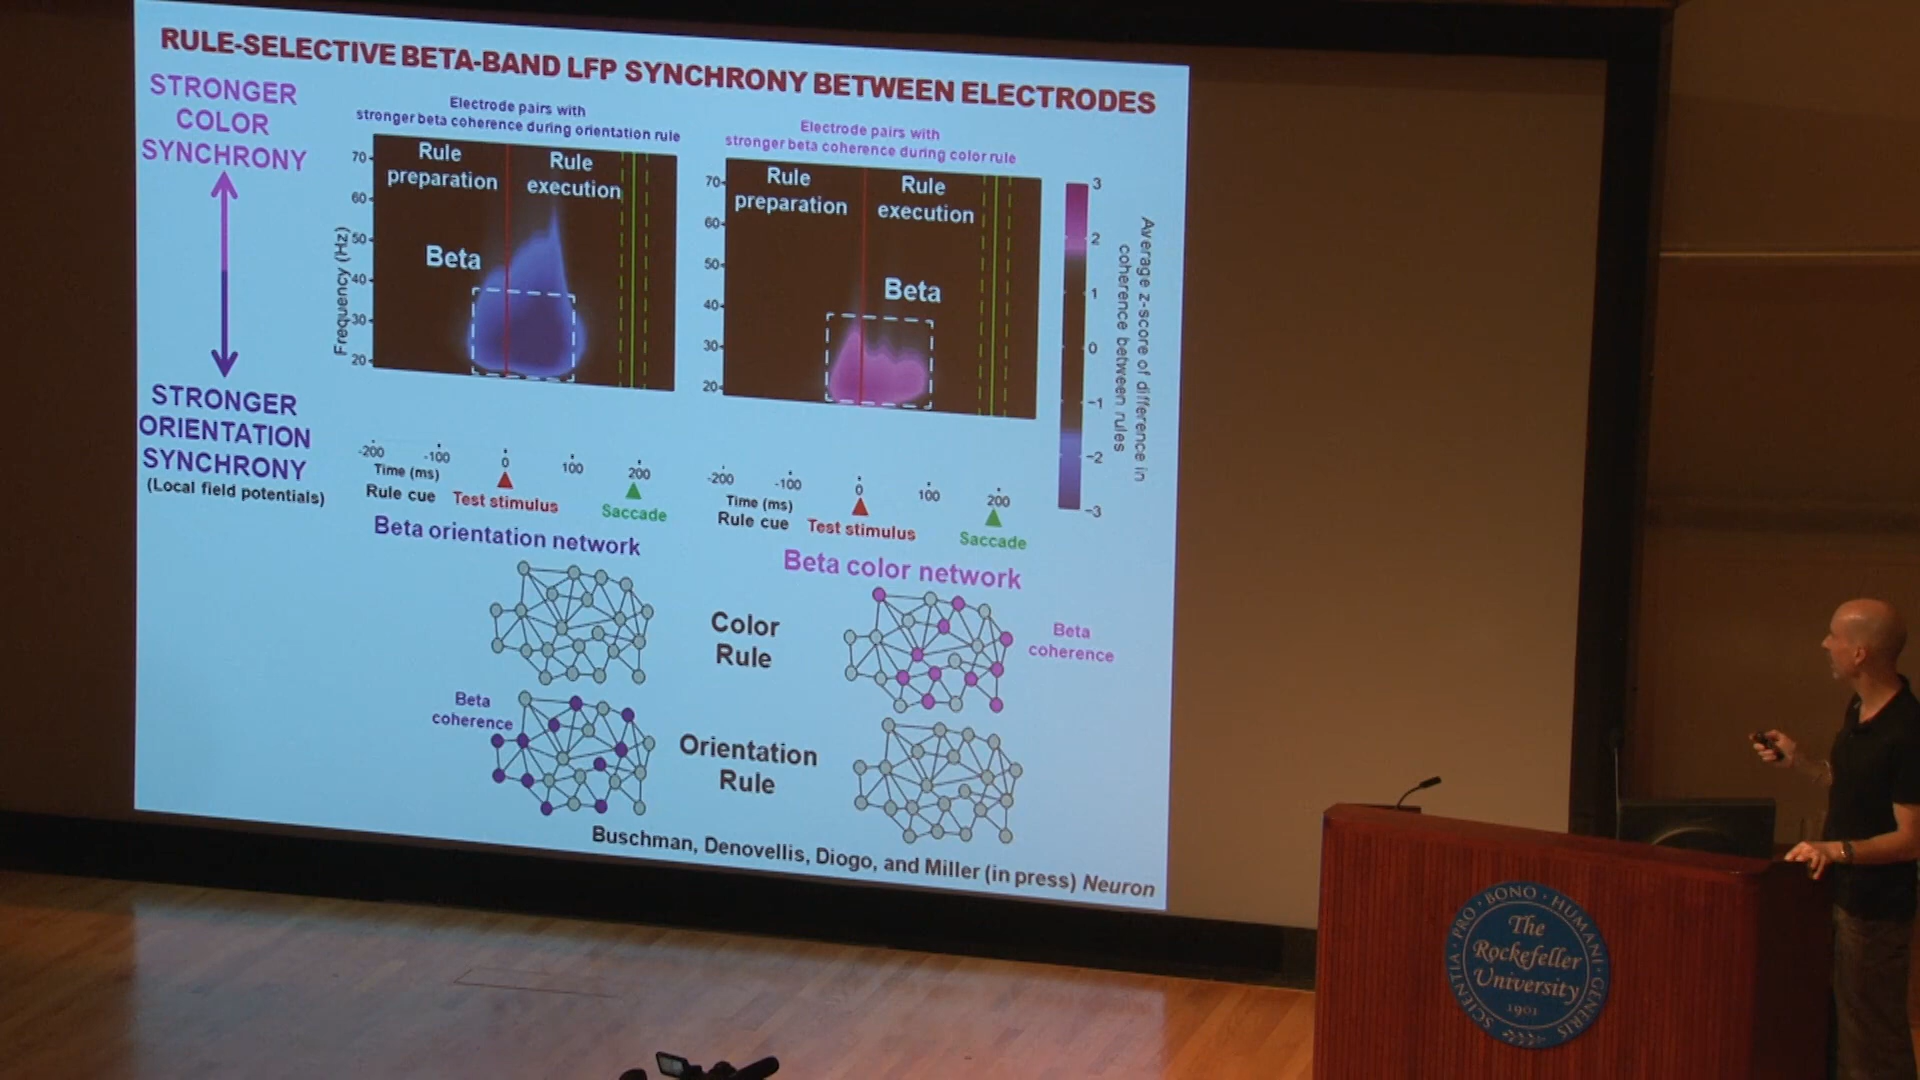 RULE-SELECTIVE BETA-BAND LFP SYNCHRONY BETWEEN ELECTRODES
STRONGER
COLOR
SYNCHRONY
STRONGER
ORIENTATION
SYNCHRONY
(Local field potentials)
Electrode pairs with
stronger beta coherence during orientation rule
Rule
preparation
Rule
execution
Beta
Frequency (Hz)
70
60
50
40
30
20
-200
-100
0
100
200
Time (ms)
Rule cue
Test stimulus
Saccade
Electrode pairs with
stronger beta coherence during color rule
Rule
preparation
Rule
execution
Beta
70
60
50
40
30
20
-200
-100
0
100
200
Time (ms)
Rule cue
Test stimulus
Saccade
3
2
1
0
-1
-2
-3
Average z-score of difference in
coherence between rules
Beta orientation network
Beta color network
Color
Rule
Beta
coherence
Beta
coherence
Orientation
Rule
Buschman, Denovellis, Diogo, and Miller (in press) Neuron
PRO · BONO · HUMANI · GENERIS
SCIENTIA
The
Rockefeller
University
1901